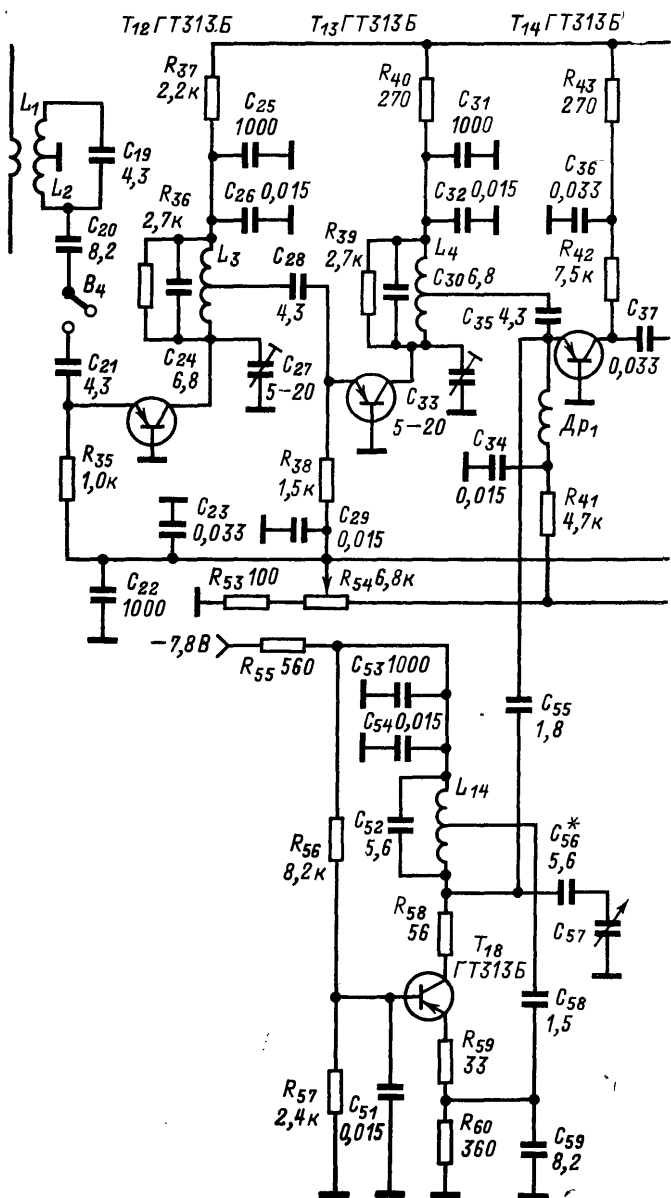 T12 ГТ313Б
T13 ГТ313Б
T14 ГТ313Б
R37
2,2к
R40
270
R43
270
L1
C25
1000
C31
1000
C19
4,3
C36
0,033
L2
R36
2,7к
C26 0,015
C32 0,015
C20
8,2
R39
2,7к
L3
C28
4,3
L4
R42
7,5к
C30 6,8
В4
C35 4,3
C37
0,033
C21
4,3
C24
6,8
C27
5–20
C33
5–20
Др1
R35
1,0к
R38
1,5к
C34
0,015
R41
4,7к
C23
0,033
C29
0,015
C22
1000
R53 100
R54 6,8к
–7,8В
R55 560
C53 1000
C54 0,015
C55
1,8
L14
C52
5,6
C56*
5,6
R56
8,2к
R58
56
C57
T18
ГТ313Б
C58
1,5
R59
33
R57
2,4к
C51
0,015
R60
360
C59
8,2